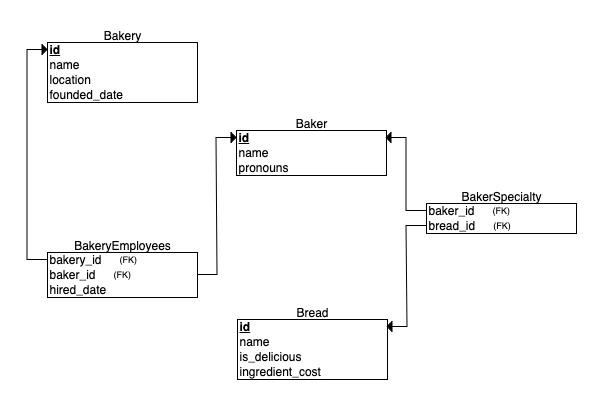 Bakery
id
name
location
founded_date
Baker
id
name
pronouns
BakerSpecialty
baker_id (FK)
bread_id (FK)
BakeryEmployees
bakery_id (FK)
baker_id (FK)
hired_date
Bread
id
name
is_delicious
ingredient_cost